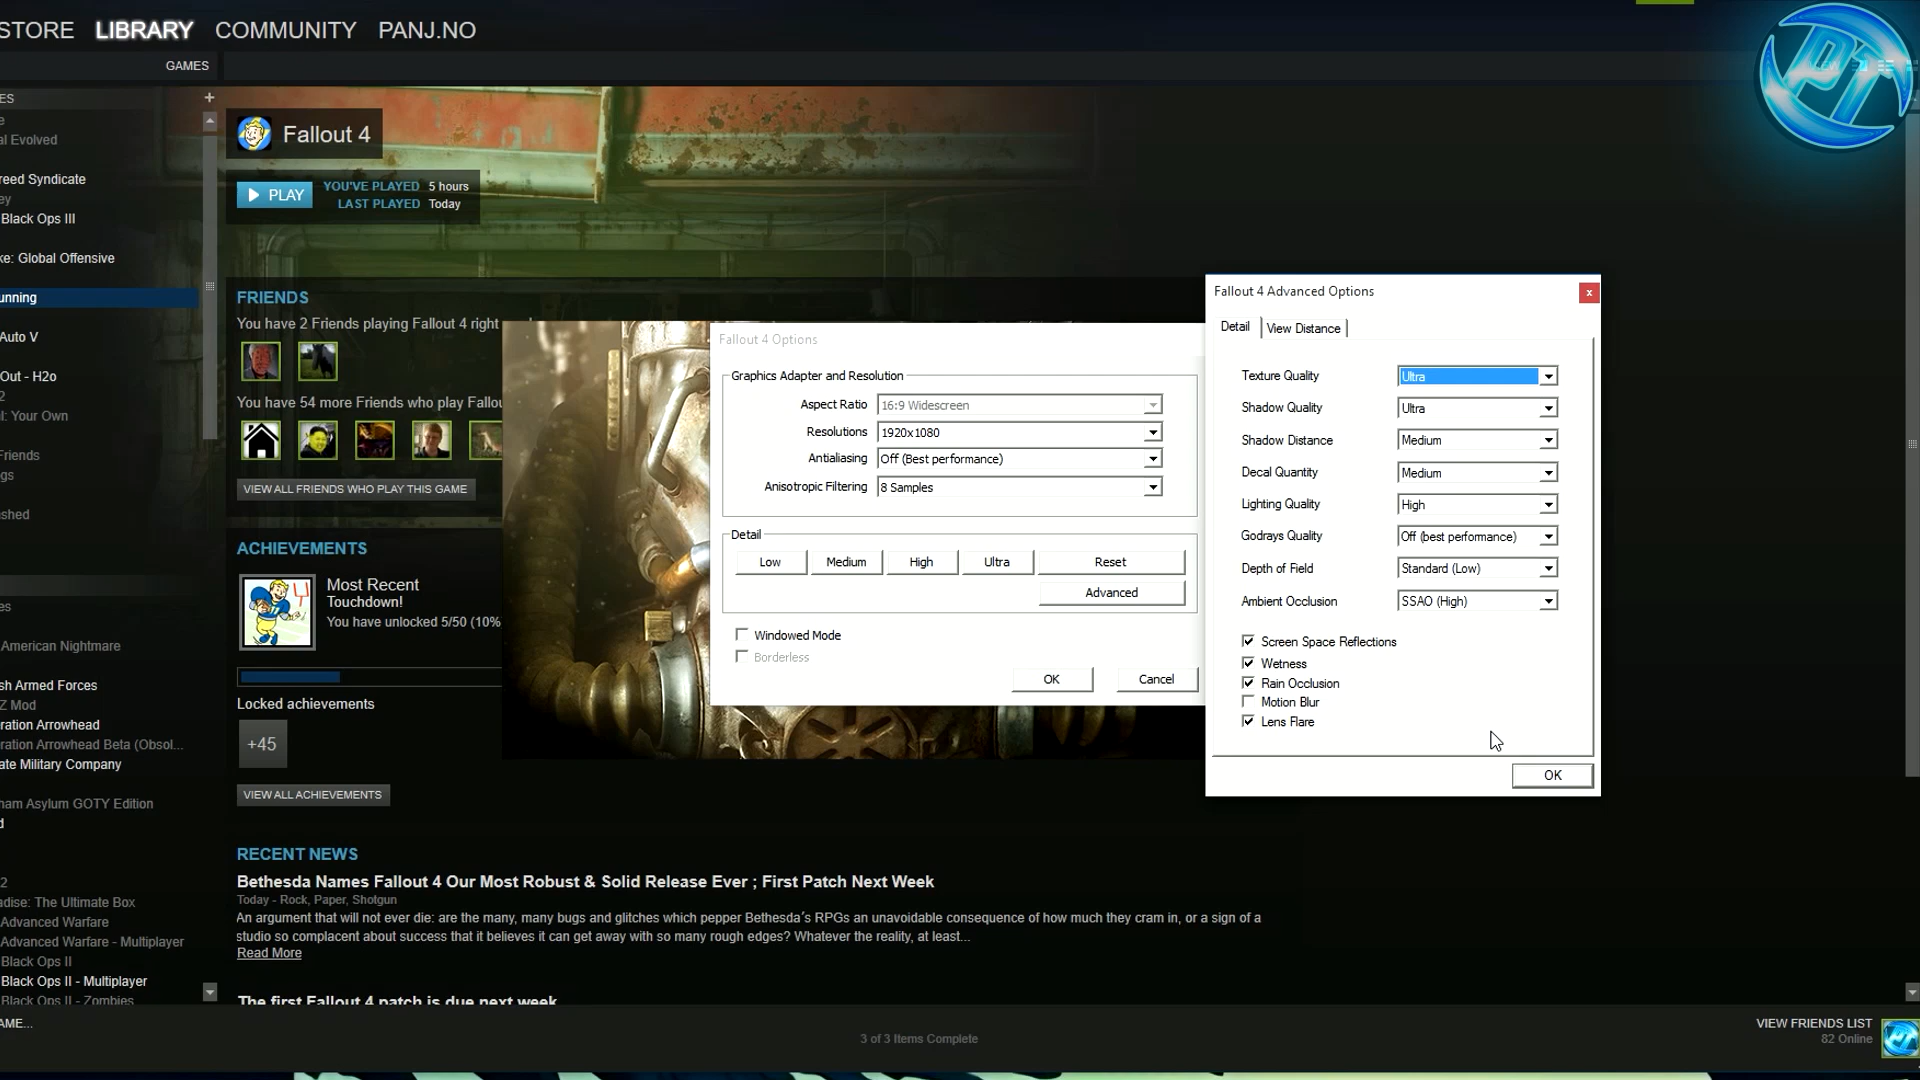 STORE LIBRARY COMMUNITY PANJ.NO
GAMES
ES
+
e
al Evolved
reed Syndicate
ey
Black Ops III
ke: Global Offensive
unning
Auto V
Out - H2o
2
l: Your Own
Friends
gs
shed
es
American Nightmare
sh Armed Forces
Z Mod
ration Arrowhead
ration Arrowhead Beta (Obsol...
ate Military Company
ham Asylum GOTY Edition
d
2
adise: The Ultimate Box
Advanced Warfare
Advanced Warfare - Multiplayer
Black Ops II
Black Ops II - Multiplayer
Black Ops II - Zombies
AME...
Fallout 4
PLAY
YOU'VE PLAYED 5 hours
LAST PLAYED Today
FRIENDS
You have 2 Friends playing Fallout 4 right
You have 54 more Friends who play Fallou
VIEW ALL FRIENDS WHO PLAY THIS GAME
ACHIEVEMENTS
Most Recent
Touchdown!
You have unlocked 5/50 (10%
Locked achievements
+45
VIEW ALL ACHIEVEMENTS
RECENT NEWS
Bethesda Names Fallout 4 Our Most Robust & Solid Release Ever ; First Patch Next Week
Today - Rock, Paper, Shotgun
An argument that will not ever die: are the many, many bugs and glitches which pepper Bethesda´s RPGs an unavoidable consequence of how much they cram in, or a sign of a
studio so complacent about success that it believes it can get away with so many rough edges? Whatever the reality, at least...
Read More
The first Fallout 4 patch is due next week
Fallout 4 Options
Graphics Adapter and Resolution
Aspect Ratio 16:9 Widescreen
Resolutions 1920x1080
Antialiasing Off (Best performance)
Anisotropic Filtering 8 Samples
Detail
Low Medium High Ultra Reset
Advanced
Windowed Mode
Borderless
OK Cancel
Fallout 4 Advanced Options
x
Detail View Distance
Texture Quality Ultra
Shadow Quality Ultra
Shadow Distance Medium
Decal Quantity Medium
Lighting Quality High
Godrays Quality Off (best performance)
Depth of Field Standard (Low)
Ambient Occlusion SSAO (High)
Screen Space Reflections
Wetness
Rain Occlusion
Motion Blur
Lens Flare
OK
3 of 3 Items Complete
VIEW FRIENDS LIST
82 Online